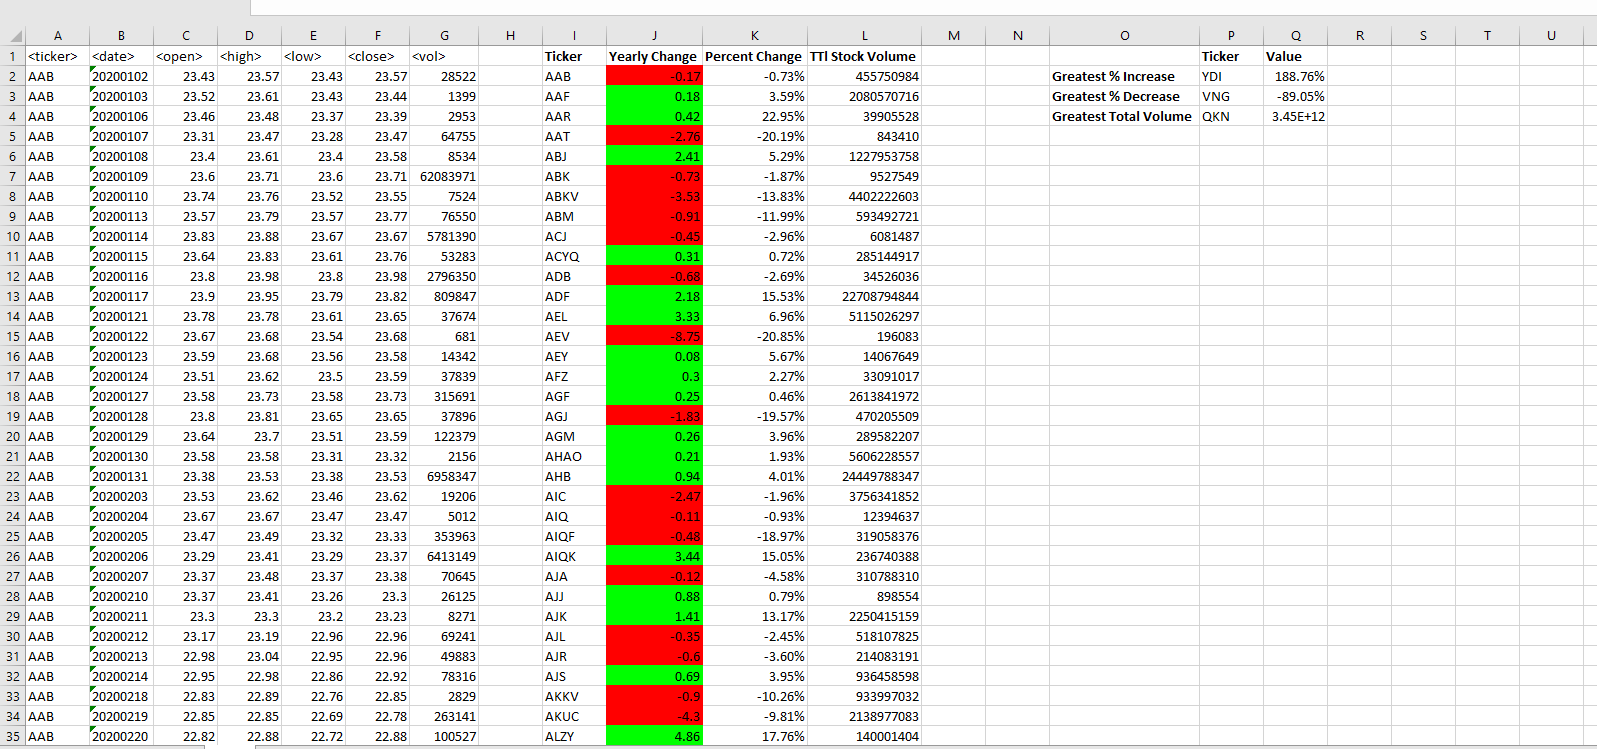 A B C D E F G H I J K L M N O P Q R S T U
1 <ticker> <date> <open> <high> <low> <close> <vol> Ticker Yearly Change Percent Change TTl Stock Volume Ticker Value
2 AAB 20200102 23.43 23.57 23.43 23.57 28522 AAB -0.17 -0.73% 455750984 Greatest % Increase YDI 188.76%
3 AAB 20200103 23.52 23.61 23.43 23.44 1399 AAF 0.18 3.59% 2080570716 Greatest % Decrease VNG -89.05%
4 AAB 20200106 23.46 23.48 23.37 23.39 2953 AAR 0.42 22.95% 39905528 Greatest Total Volume QKN 3.45E+12
5 AAB 20200107 23.31 23.47 23.28 23.47 64755 AAT -2.76 -20.19% 843410
6 AAB 20200108 23.4 23.61 23.4 23.58 8534 ABJ 2.41 5.29% 1227953758
7 AAB 20200109 23.6 23.71 23.6 23.71 62083971 ABK -0.73 -1.87% 9527549
8 AAB 20200110 23.74 23.76 23.52 23.55 7524 ABKV -3.53 -13.83% 4402222603
9 AAB 20200113 23.57 23.79 23.57 23.77 76550 ABM -0.91 -11.99% 593492721
10 AAB 20200114 23.83 23.88 23.67 23.67 5781390 ACJ -0.45 -2.96% 6081487
11 AAB 20200115 23.64 23.83 23.61 23.76 53283 ACYQ 0.31 0.72% 285144917
12 AAB 20200116 23.8 23.98 23.8 23.98 2796350 ADB -0.68 -2.69% 34526036
13 AAB 20200117 23.9 23.95 23.79 23.82 809847 ADF 2.18 15.53% 22708794844
14 AAB 20200121 23.78 23.78 23.61 23.65 37674 AEL 3.33 6.96% 5115026297
15 AAB 20200122 23.67 23.68 23.54 23.68 681 AEV -8.75 -20.85% 196083
16 AAB 20200123 23.59 23.68 23.56 23.58 14342 AEY 0.08 5.67% 14067649
17 AAB 20200124 23.51 23.62 23.5 23.59 37839 AFZ 0.3 2.27% 33091017
18 AAB 20200127 23.58 23.73 23.58 23.73 315691 AGF 0.25 0.46% 2613841972
19 AAB 20200128 23.8 23.81 23.65 23.65 37896 AGJ -1.83 -19.57% 470205509
20 AAB 20200129 23.64 23.7 23.51 23.59 122379 AGM 0.26 3.96% 289582207
21 AAB 20200130 23.58 23.58 23.31 23.32 2156 AHAO 0.21 1.93% 5606228557
22 AAB 20200131 23.38 23.53 23.38 23.53 6958347 AHB 0.94 4.01% 24449788347
23 AAB 20200203 23.53 23.62 23.46 23.62 19206 AIC -2.47 -1.96% 3756341852
24 AAB 20200204 23.67 23.67 23.47 23.47 5012 AIQ -0.11 -0.93% 12394637
25 AAB 20200205 23.47 23.49 23.32 23.33 353963 AIQF -0.48 -18.97% 319058376
26 AAB 20200206 23.29 23.41 23.29 23.37 6413149 AIQK 3.44 15.05% 236740388
27 AAB 20200207 23.37 23.48 23.37 23.38 70645 AJA -0.12 -4.58% 310788310
28 AAB 20200210 23.37 23.41 23.26 23.3 26125 AJJ 0.88 0.79% 898554
29 AAB 20200211 23.3 23.3 23.2 23.23 8271 AJK 1.41 13.17% 2250415159
30 AAB 20200212 23.17 23.19 22.96 22.96 69241 AJL -0.35 -2.45% 518107825
31 AAB 20200213 22.98 23.04 22.95 22.96 49883 AJR -0.6 -3.60% 214083191
32 AAB 20200214 22.95 22.98 22.86 22.92 78316 AJS 0.69 3.95% 936458598
33 AAB 20200218 22.83 22.89 22.76 22.85 2829 AKKV -0.9 -10.26% 933997032
34 AAB 20200219 22.85 22.85 22.69 22.78 263141 AKUC -4.3 -9.81% 2138977083
35 AAB 20200220 22.82 22.88 22.72 22.88 100527 ALZY 4.86 17.76% 140001404